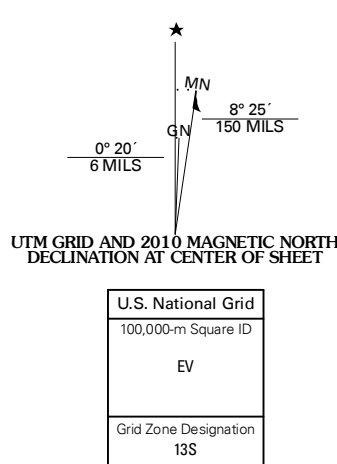 MN
8° 25´
150 MILS
GN
0° 20´
6 MILS
UTM GRID AND 2010 MAGNETIC NORTH
DECLINATION AT CENTER OF SHEET
U.S. National Grid
100,000-m Square ID
EV
Grid Zone Designation
13S